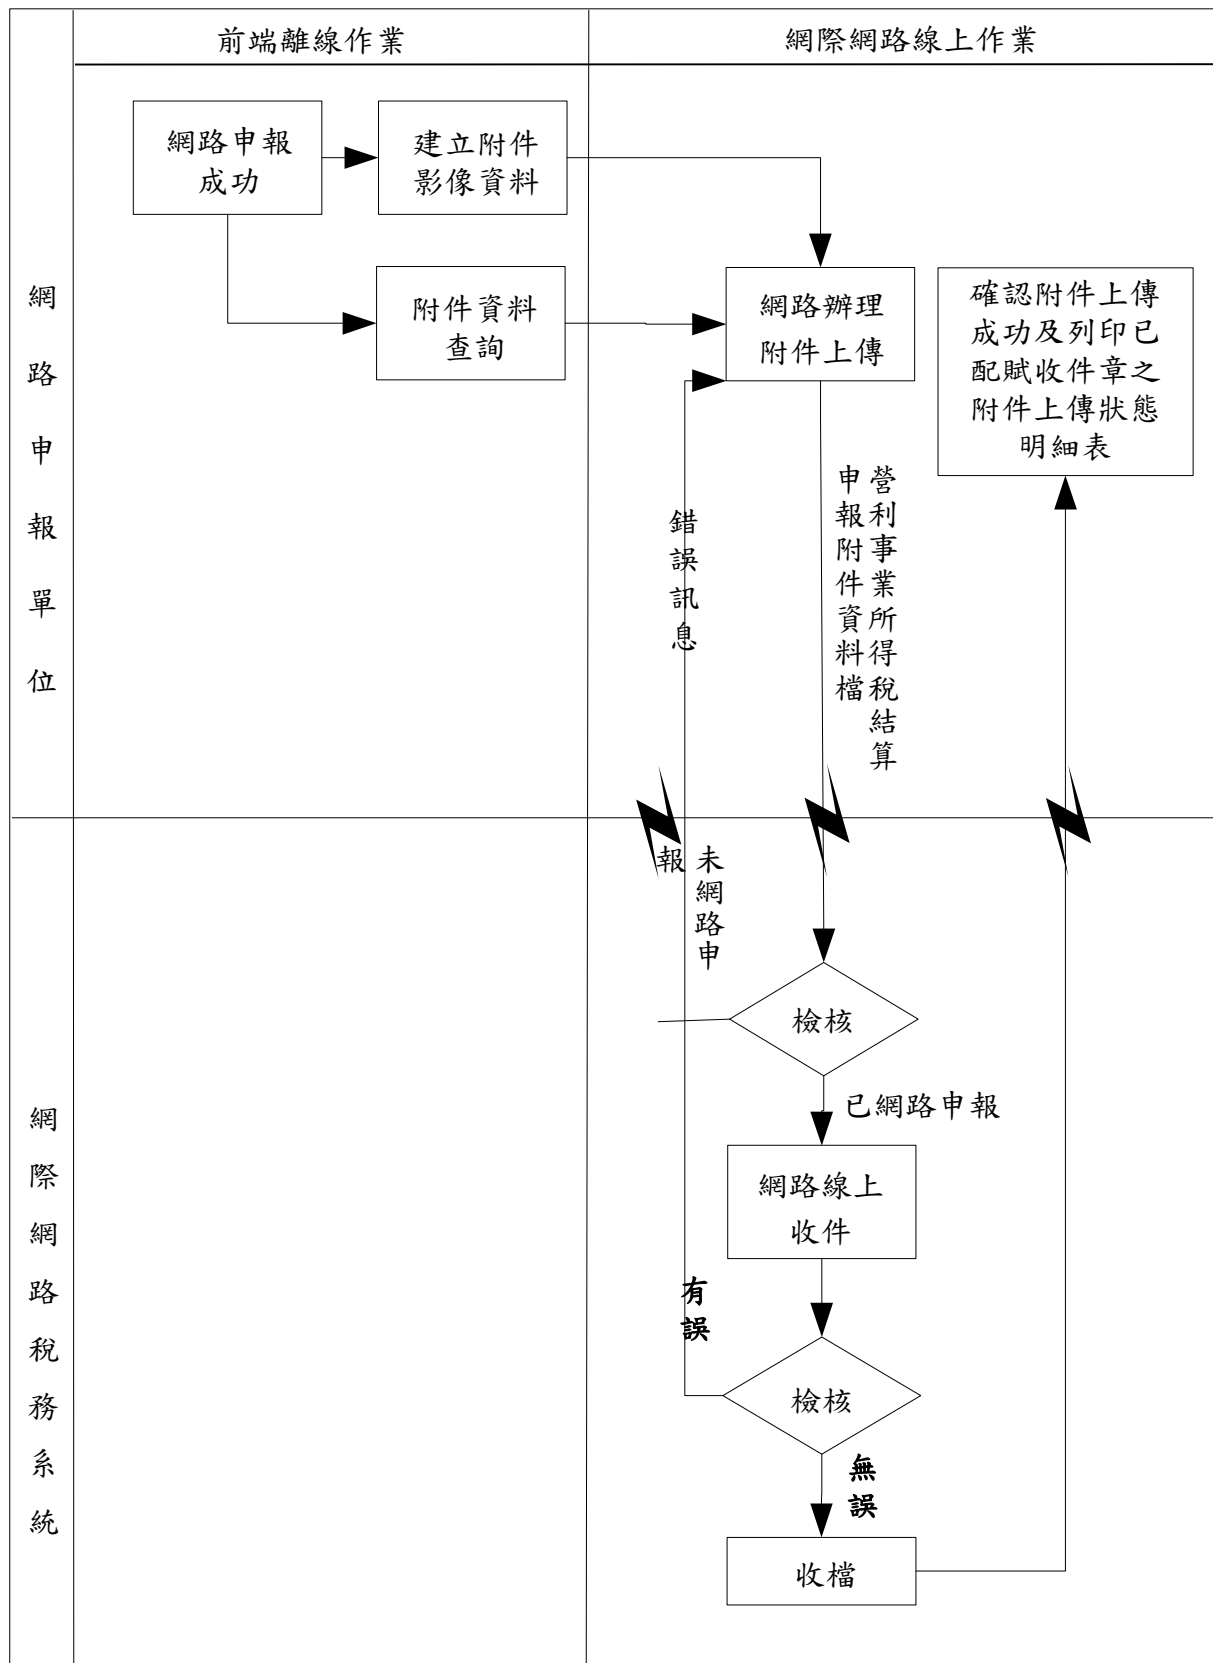 前端離線作業
網際網路線上作業
網路申報單位
網路申報
成功
建立附件
影像資料
附件資料
查詢
網路辦理
附件上傳
確認附件上傳
成功及列印已
配賦收件章之
附件上傳狀態
明細表
錯誤訊息
營利事業所得稅結算
申報附件資料檔
網際網路稅務系統
未網路申
報
檢核
已網路申報
網路線上
收件
有誤
檢核
無誤
收檔